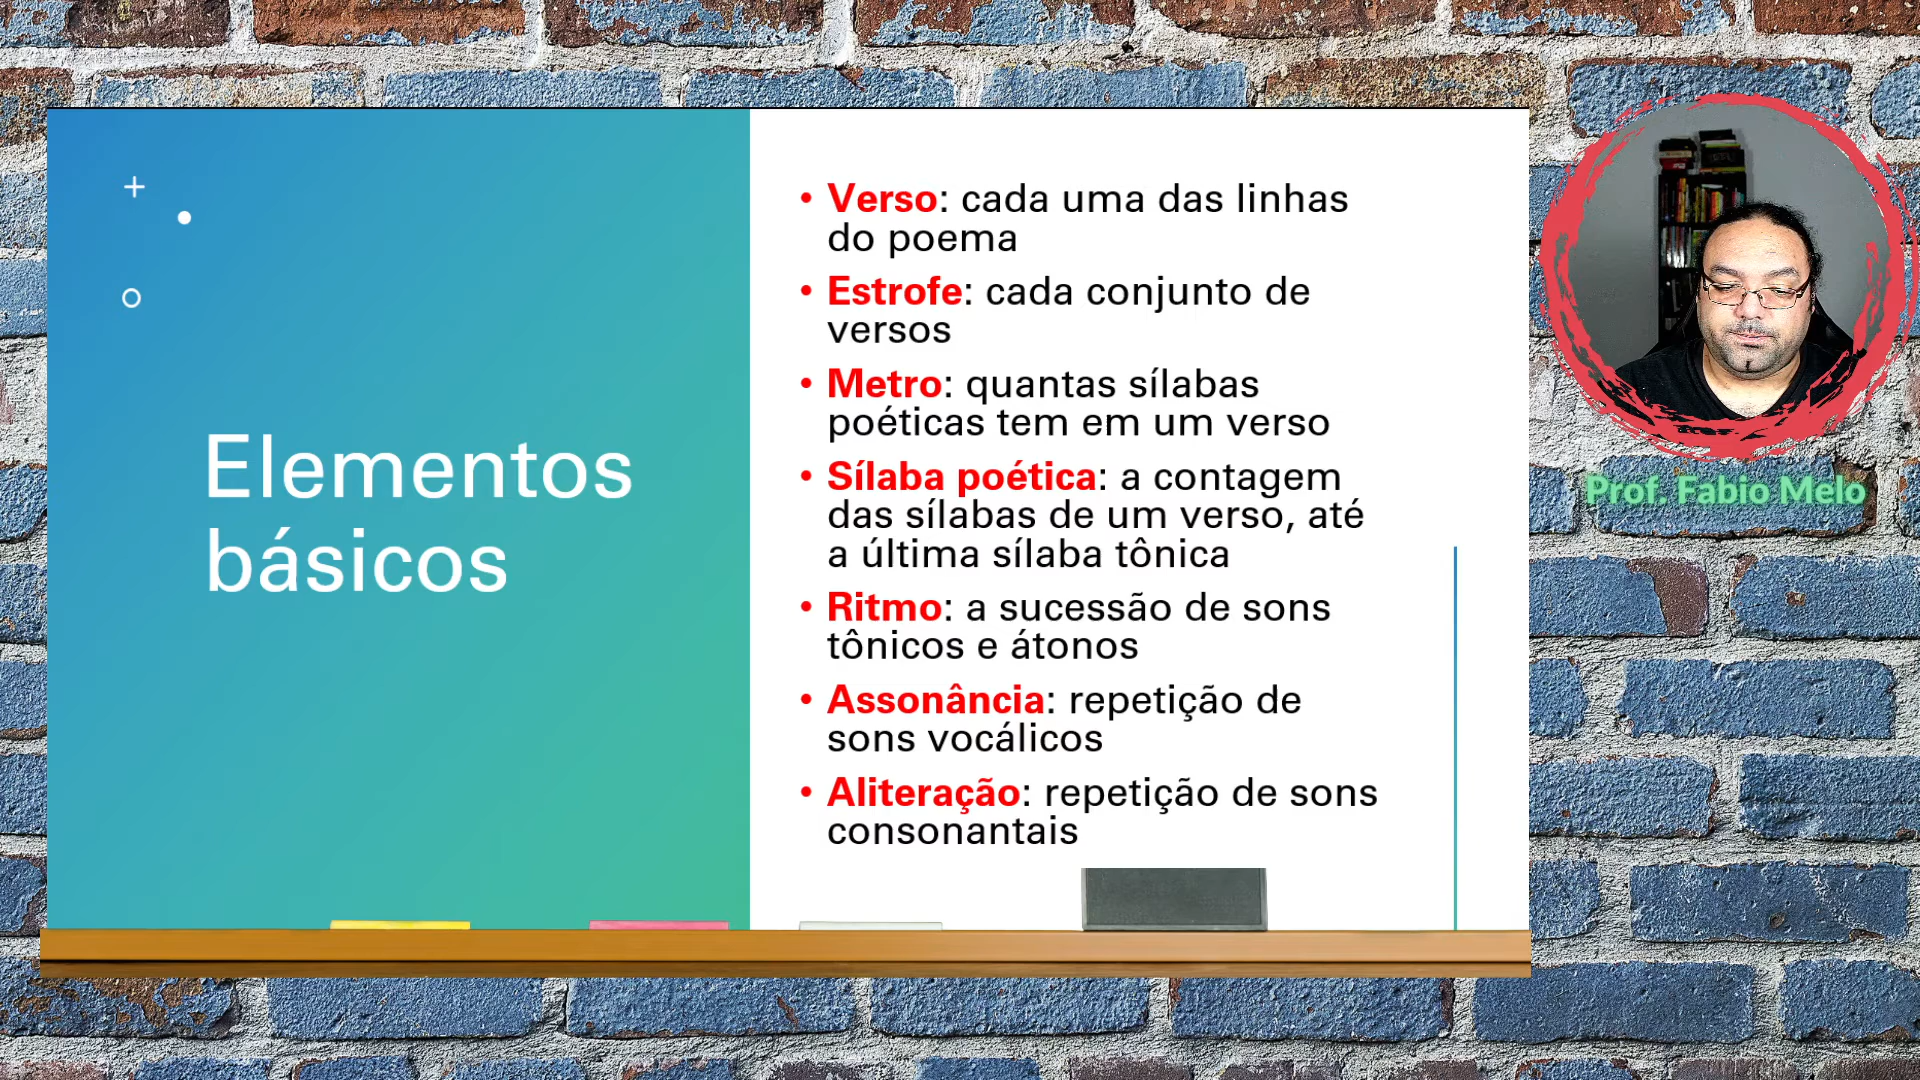 Elementos
básicos
• Verso: cada uma das linhas
do poema
• Estrofe: cada conjunto de
versos
• Metro: quantas sílabas
poéticas tem em um verso
• Sílaba poética: a contagem
das sílabas de um verso, até
a última sílaba tônica
• Ritmo: a sucessão de sons
tônicos e átonos
• Assonância: repetição de
sons vocálicos
• Aliteração: repetição de sons
consonantais
Prof. Fabio Melo